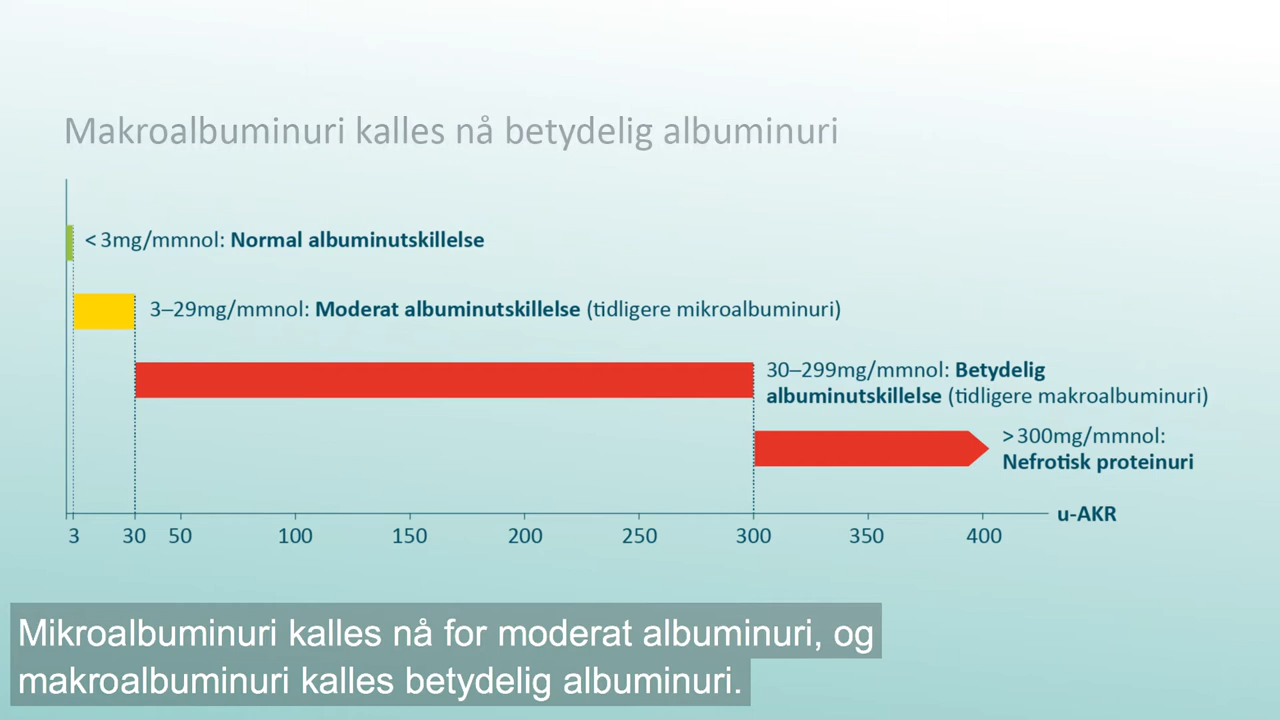 Makroalbuminuri kalles nå betydelig albuminuri
< 3mg/mmnol: Normal albuminutskillelse
3–29mg/mmnol: Moderat albuminutskillelse (tidligere mikroalbuminuri)
30–299mg/mmnol: Betydelig
albuminutskillelse (tidligere makroalbuminuri)
> 300mg/mmnol:
Nefrotisk proteinuri
u-AKR
3 30 50 100 150 200 250 300 350 400
Mikroalbuminuri kalles nå for moderat albuminuri, og
makroalbuminuri kalles betydelig albuminuri.